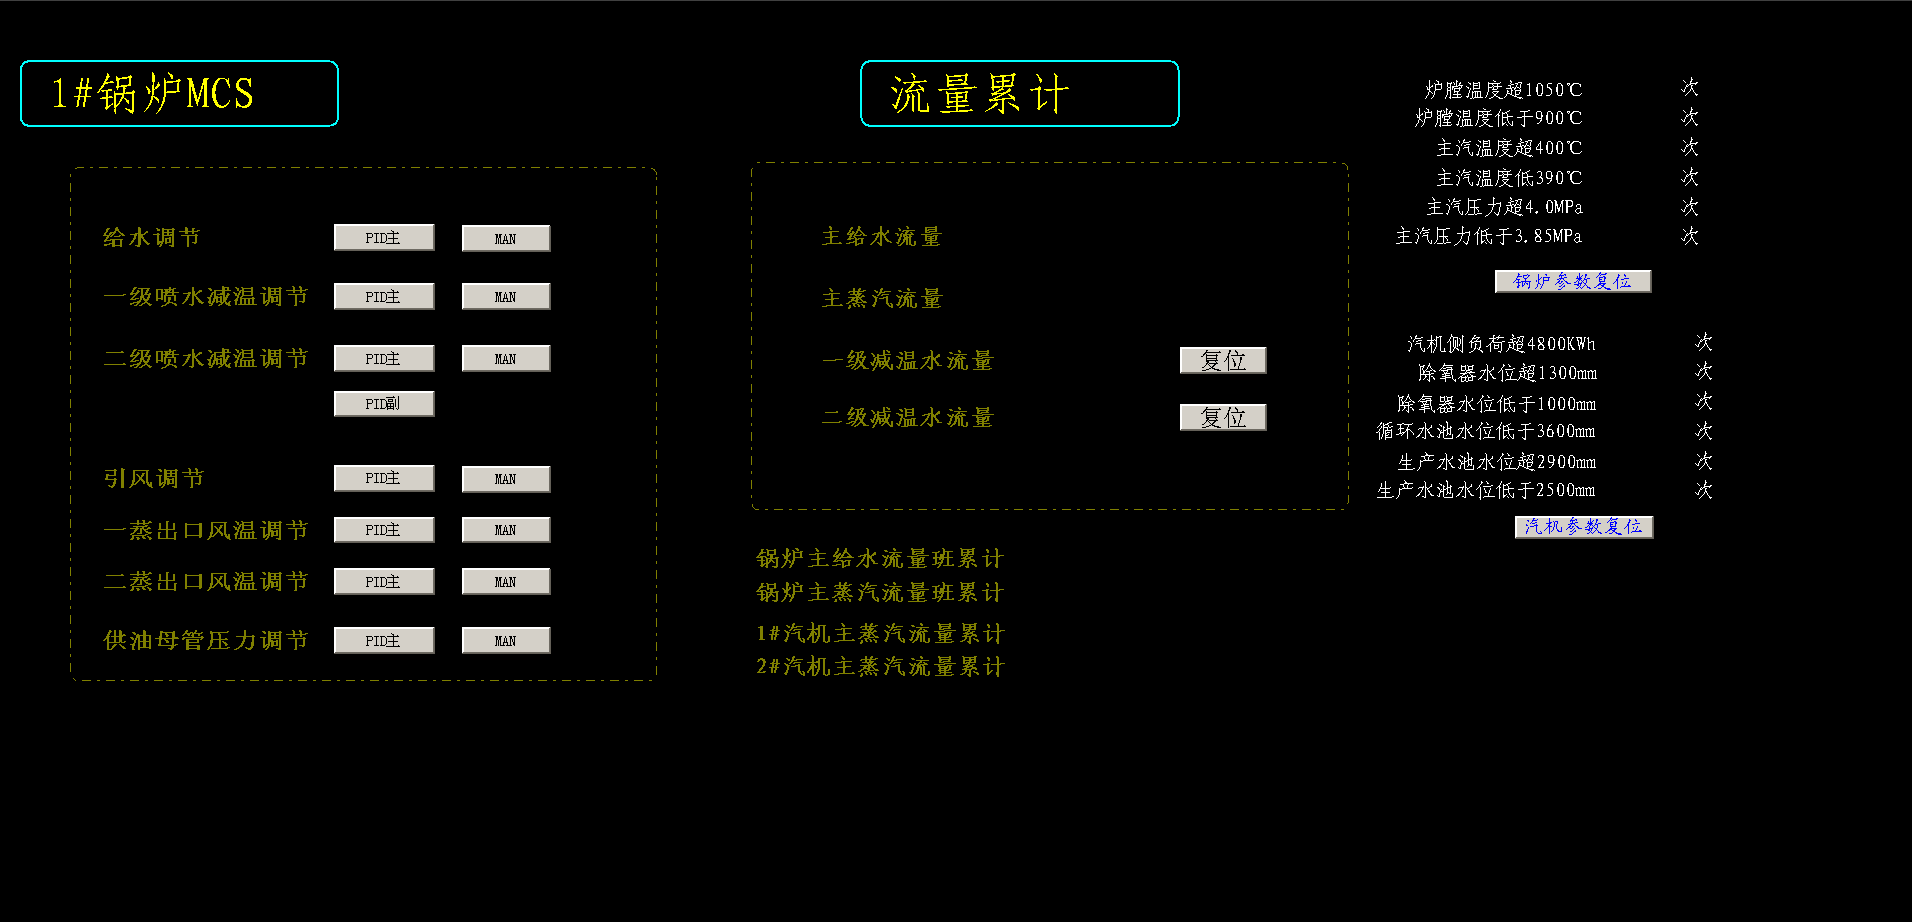 1#锅炉MCS
给水调节 PID主 MAN
一级喷水减温调节 PID主 MAN
二级喷水减温调节 PID主 MAN
PID副
引风调节 PID主 MAN
一蒸出口风温调节 PID主 MAN
二蒸出口风温调节 PID主 MAN
供油母管压力调节 PID主 MAN
流量累计
主给水流量
主蒸汽流量
一级减温水流量 复位
二级减温水流量 复位
锅炉主给水流量班累计
锅炉主蒸汽流量班累计
1#汽机主蒸汽流量累计
2#汽机主蒸汽流量累计
炉膛温度超1050℃ 次
炉膛温度低于900℃ 次
主汽温度超400℃ 次
主汽温度低390℃ 次
主汽压力超4.0MPa 次
主汽压力低于3.85MPa 次
锅炉参数复位
汽机侧负荷超4800KWh 次
除氧器水位超1300mm 次
除氧器水位低于1000mm 次
循环水池水位低于3600mm 次
生产水池水位超2900mm 次
生产水池水位低于2500mm 次
汽机参数复位